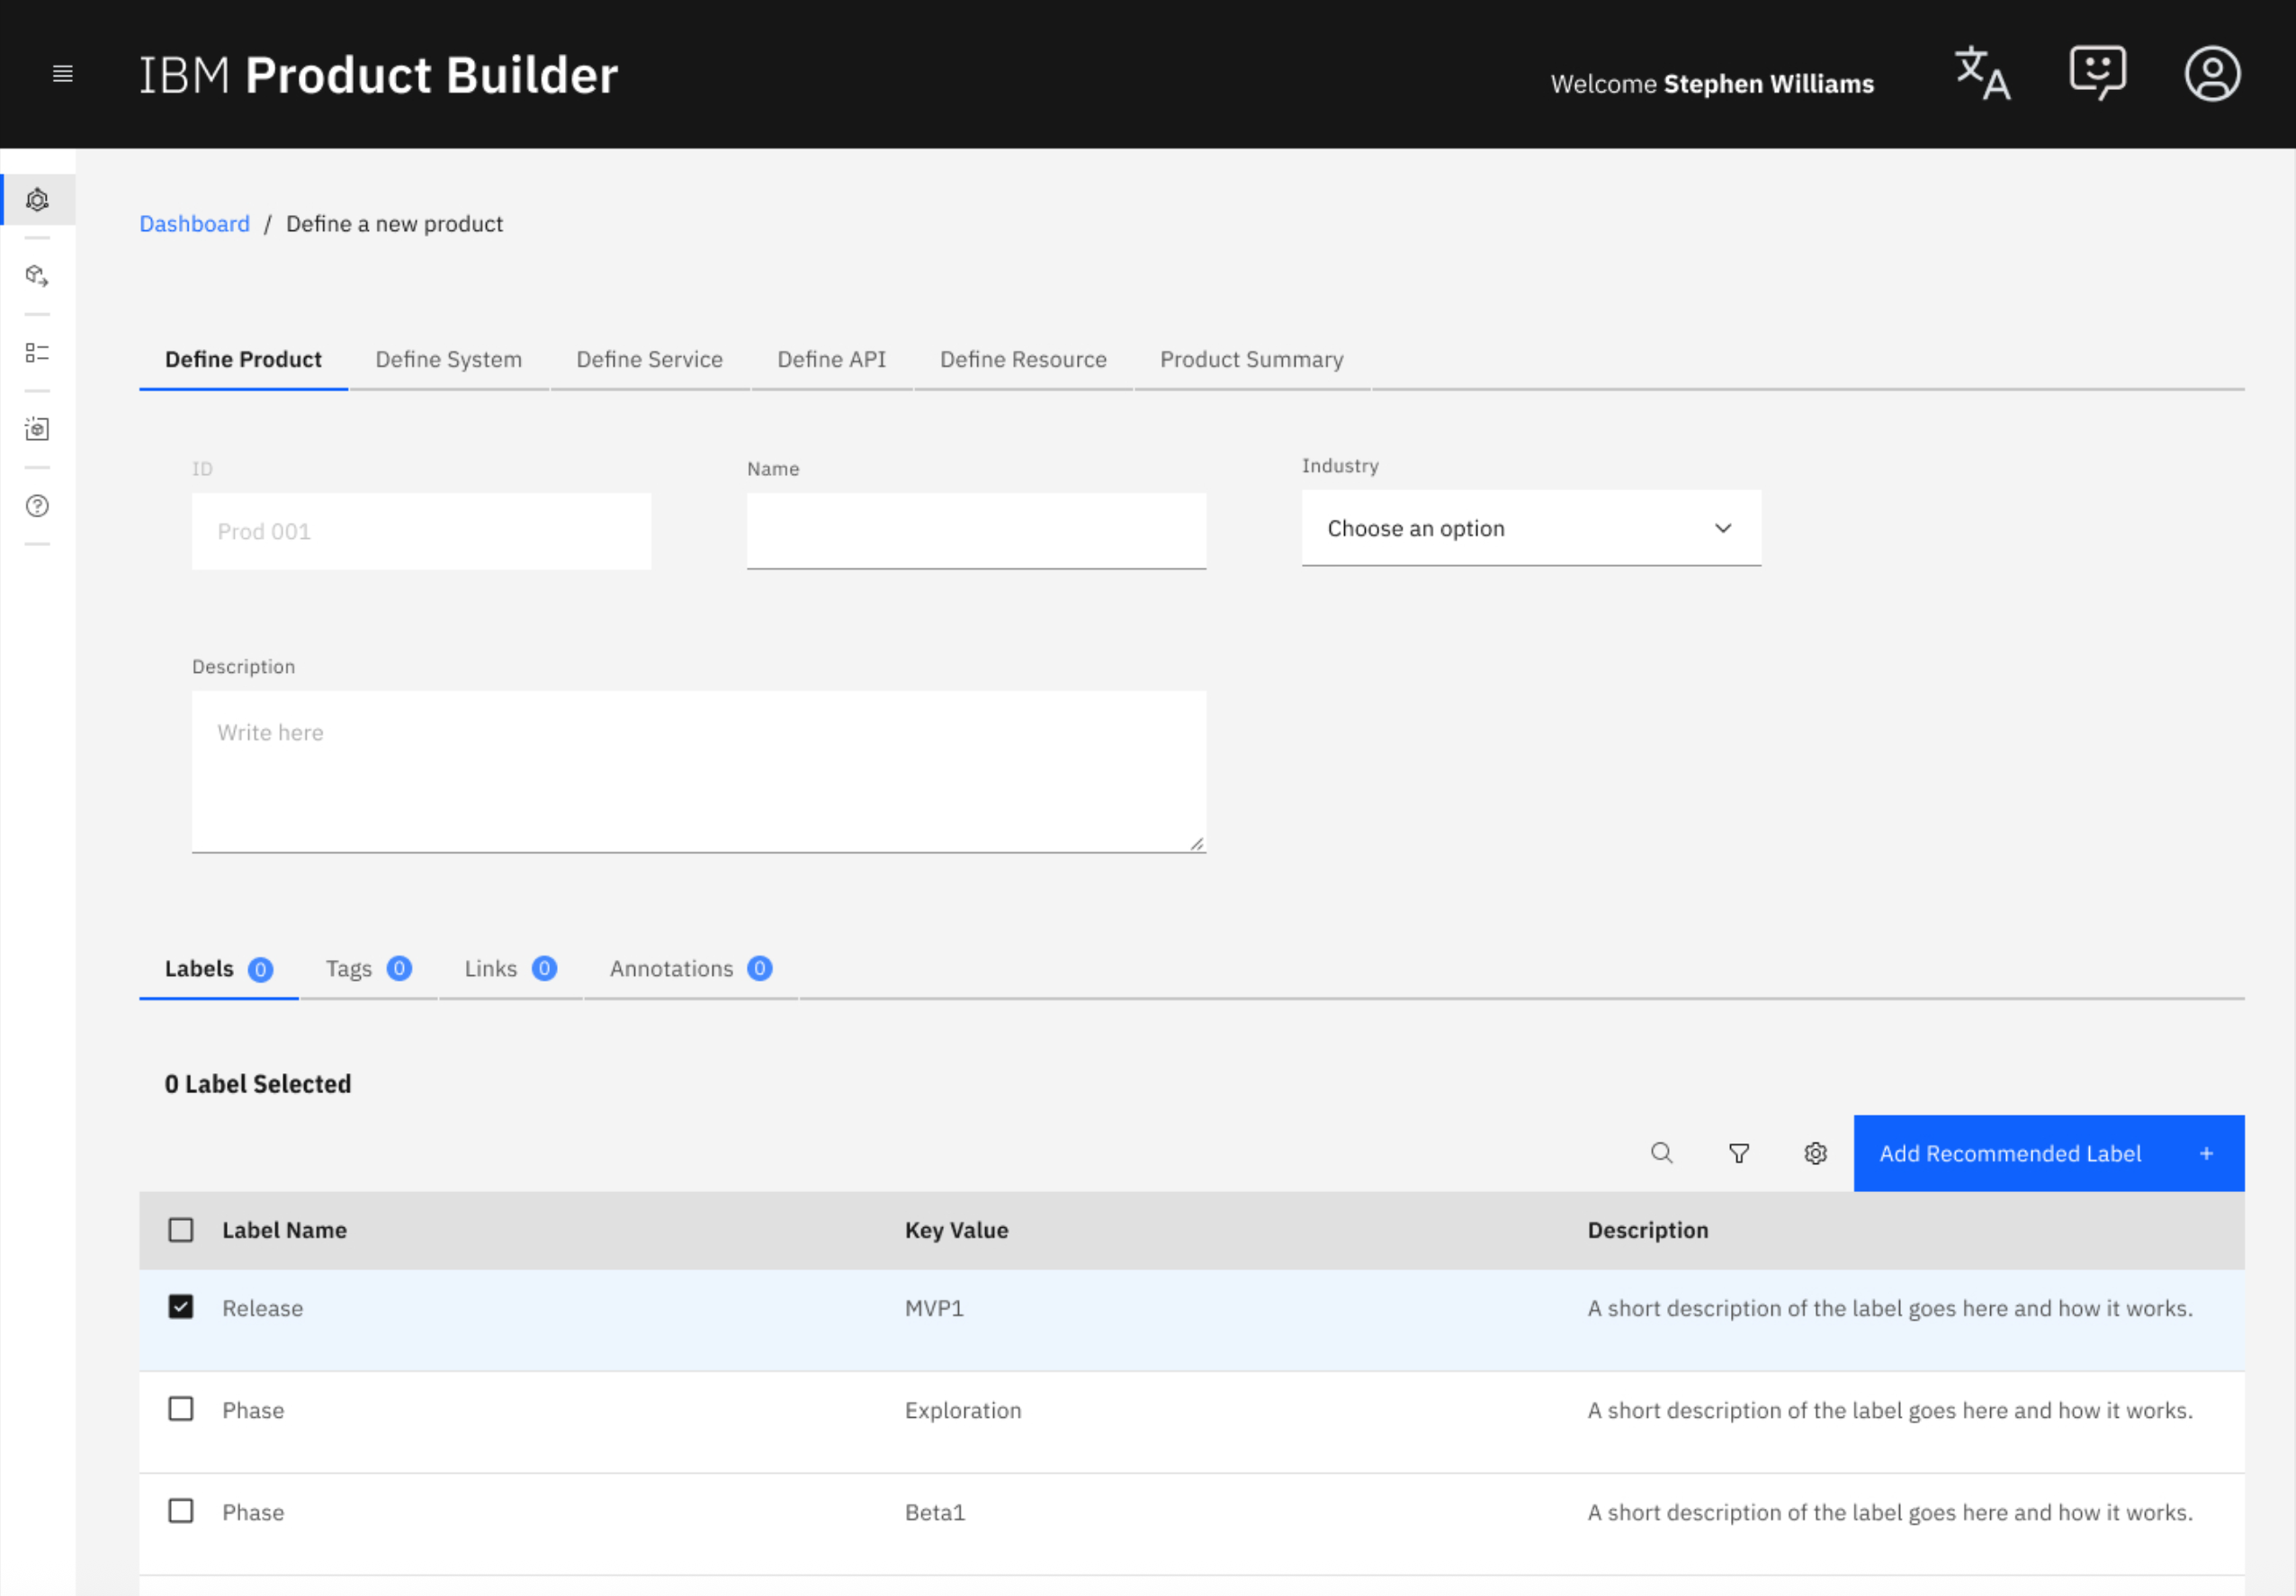 IBM Product Builder
Welcome Stephen Williams
Dashboard / Define a new product
Define Product Define System Define Service Define API Define Resource Product Summary
ID Name Industry
Prod 001 Choose an option
Description
Write here
Labels 0 Tags 0 Links 0 Annotations 0
0 Label Selected
Add Recommended Label +
Label Name Key Value Description
Release MVP1 A short description of the label goes here and how it works.
Phase Exploration A short description of the label goes here and how it works.
Phase Beta1 A short description of the label goes here and how it works.